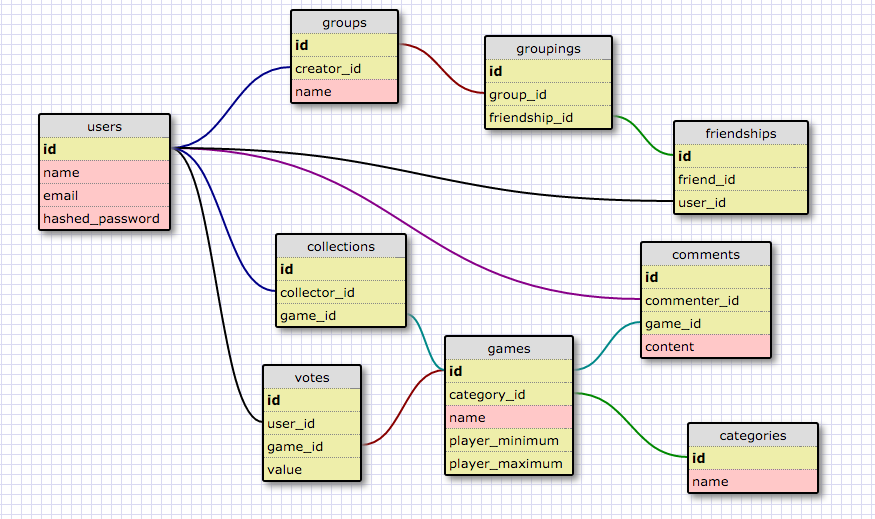 groups
id
creator_id
name
groupings
id
group_id
friendship_id
users
id
name
email
hashed_password
friendships
id
friend_id
user_id
collections
id
collector_id
game_id
comments
id
commenter_id
game_id
content
games
id
category_id
name
player_minimum
player_maximum
votes
id
user_id
game_id
value
categories
id
name